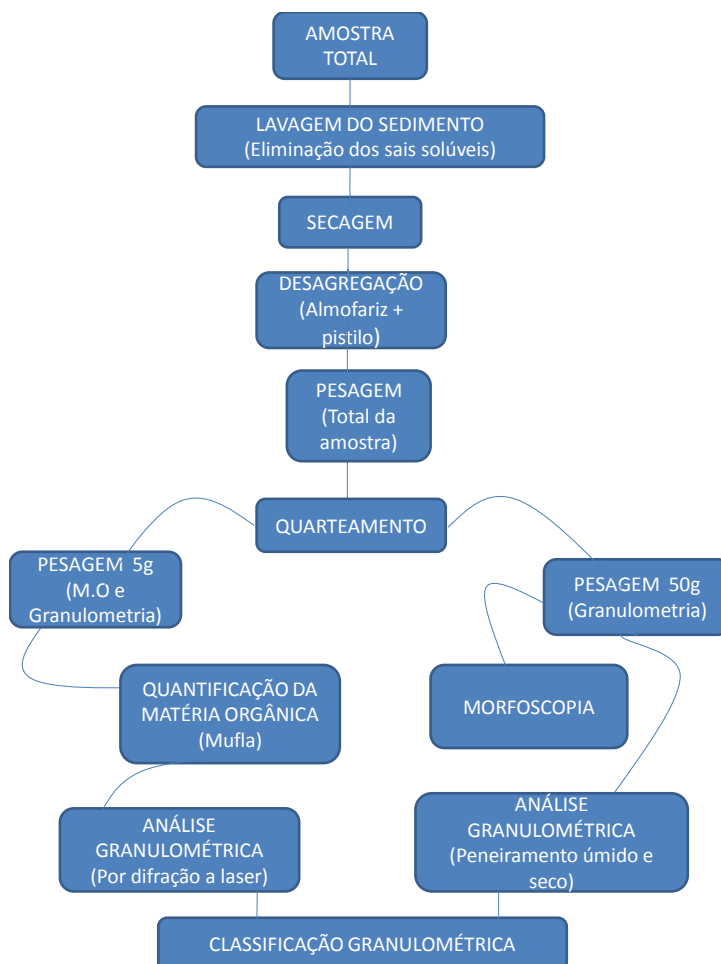 AMOSTRA
TOTAL
LAVAGEM DO SEDIMENTO
(Eliminação dos sais solúveis)
SECAGEM
DESAGREGAÇÃO
(Almofariz +
pistilo)
PESAGEM
(Total da
amostra)
QUARTEAMENTO
PESAGEM 5g
(M.O e
Granulometria)
PESAGEM 50g
(Granulometria)
QUANTIFICAÇÃO DA
MATÉRIA ORGÂNICA
(Mufla)
MORFOSCOPIA
ANÁLISE
GRANULOMÉTRICA
(Por difração a laser)
ANÁLISE
GRANULOMÉTRICA
(Peneiramento úmido e
seco)
CLASSIFICAÇÃO GRANULOMÉTRICA